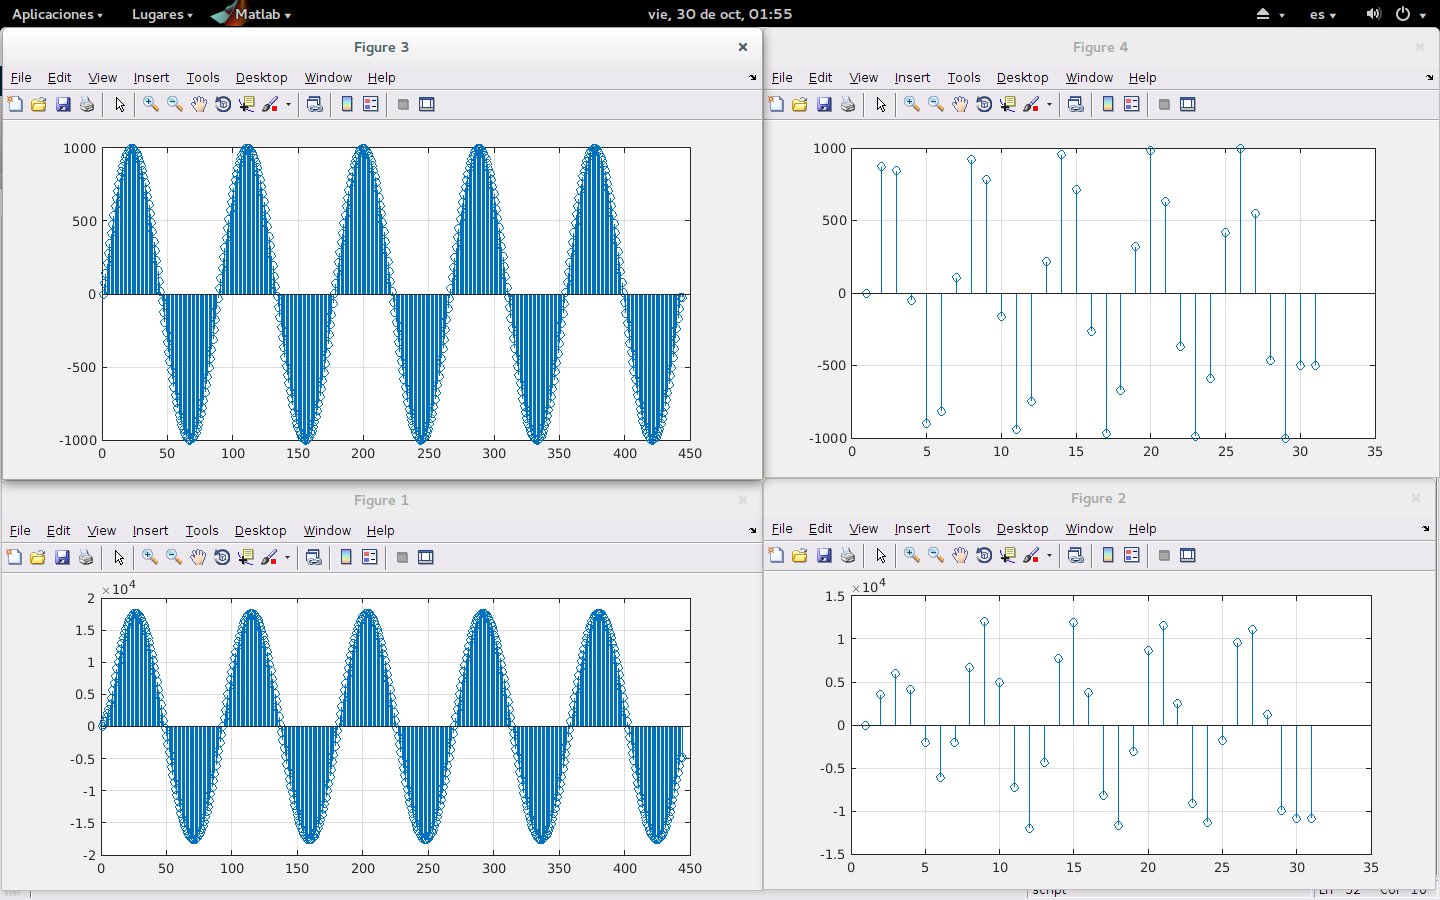 Aplicaciones Lugares Matlab vie, 30 de oct, 01:55 es
Figure 3
File Edit View Insert Tools Desktop Window Help
1000
500
0
-500
-1000
0 50 100 150 200 250 300 350 400 450
Figure 4
File Edit View Insert Tools Desktop Window Help
1000
500
0
-500
-1000
0 5 10 15 20 25 30 35
Figure 1
File Edit View Insert Tools Desktop Window Help
×10^4
2
1.5
1
0.5
0
-0.5
-1
-1.5
-2
0 50 100 150 200 250 300 350 400 450
Figure 2
File Edit View Insert Tools Desktop Window Help
×10^4
1.5
1
0.5
0
-0.5
-1
-1.5
0 5 10 15 20 25 30 35
script Ln 52 Col 16